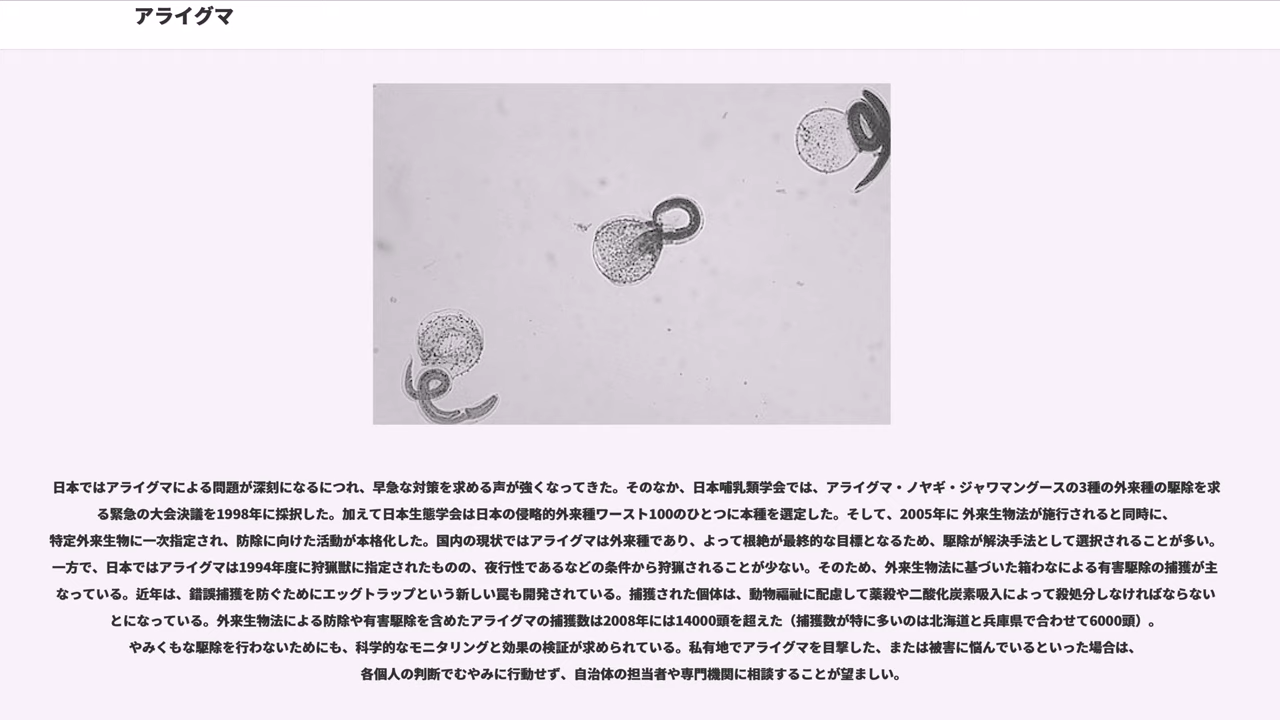 アライグマ
日本ではアライグマによる問題が深刻になるにつれ、早急な対策を求める声が強くなってきた。そのなか、日本哺乳類学会では、アライグマ・ノヤギ・ジャワマングースの3種の外来種の駆除を求
る緊急の大会決議を1998年に採択した。加えて日本生態学会は日本の侵略的外来種ワースト100のひとつに本種を選定した。そして、2005年に 外来生物法が施行されると同時に、
特定外来生物に一次指定され、防除に向けた活動が本格化した。国内の現状ではアライグマは外来種であり、よって根絶が最終的な目標となるため、駆除が解決手法として選択されることが多い。
一方で、日本ではアライグマは1994年度に狩猟獣に指定されたものの、夜行性であるなどの条件から狩猟されることが少ない。そのため、外来生物法に基づいた箱わなによる有害駆除の捕獲が主
なっている。近年は、錯誤捕獲を防ぐためにエッグトラップという新しい罠も開発されている。捕獲された個体は、動物福祉に配慮して薬殺や二酸化炭素吸入によって殺処分しなければならない
とになっている。外来生物法による防除や有害駆除を含めたアライグマの捕獲数は2008年には14000頭を超えた（捕獲数が特に多いのは北海道と兵庫県で合わせて6000頭）。
やみくもな駆除を行わないためにも、科学的なモニタリングと効果の検証が求められている。私有地でアライグマを目撃した、または被害に悩んでいるといった場合は、
各個人の判断でむやみに行動せず、自治体の担当者や専門機関に相談することが望ましい。